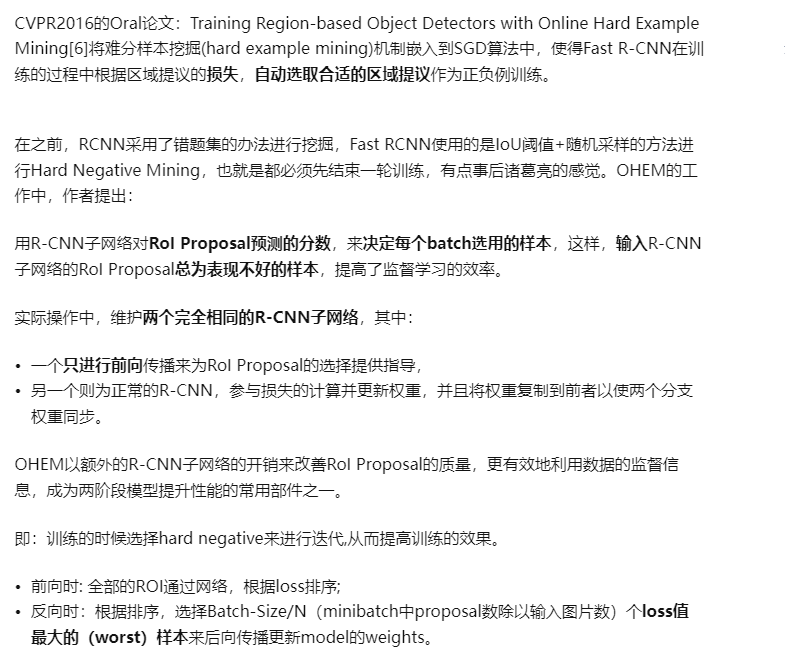 CVPR2016的Oral论文：Training Region-based Object Detectors with Online Hard Example
Mining[6]将难分样本挖掘(hard example mining)机制嵌入到SGD算法中，使得Fast R-CNN在训
练的过程中根据区域提议的损失，自动选取合适的区域提议作为正负例训练。
在之前，RCNN采用了错题集的办法进行挖掘，Fast RCNN使用的是IoU阈值+随机采样的方法进
行Hard Negative Mining，也就是都必须先结束一轮训练，有点事后诸葛亮的感觉。OHEM的工
作中，作者提出：
用R-CNN子网络对RoI Proposal预测的分数，来决定每个batch选用的样本，这样，输入R-CNN
子网络的RoI Proposal总为表现不好的样本，提高了监督学习的效率。
实际操作中，维护两个完全相同的R-CNN子网络，其中：
• 一个只进行前向传播来为RoI Proposal的选择提供指导，
• 另一个则为正常的R-CNN，参与损失的计算并更新权重，并且将权重复制到前者以使两个分支
权重同步。
OHEM以额外的R-CNN子网络的开销来改善RoI Proposal的质量，更有效地利用数据的监督信
息，成为两阶段模型提升性能的常用部件之一。
即：训练的时候选择hard negative来进行迭代,从而提高训练的效果。
• 前向时: 全部的ROI通过网络，根据loss排序;
• 反向时：根据排序，选择Batch-Size/N（minibatch中proposal数除以输入图片数）个loss值
最大的（worst）样本来后向传播更新model的weights。